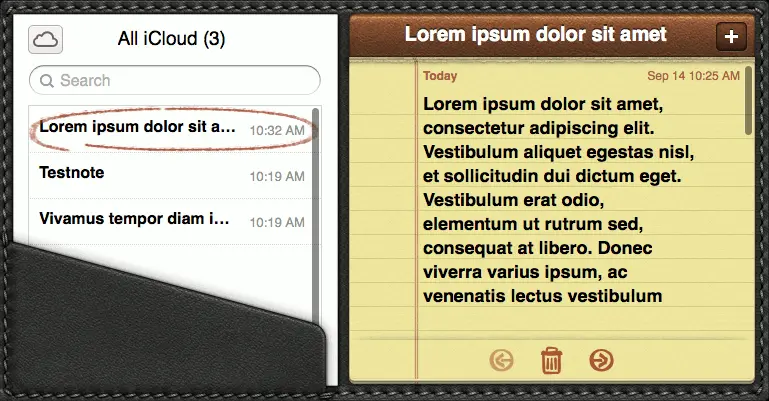 All iCloud (3)
Search
Lorem ipsum dolor sit a... 10:32 AM
Testnote 10:19 AM
Vivamus tempor diam i... 10:19 AM
Lorem ipsum dolor sit amet
+
Today Sep 14 10:25 AM
Lorem ipsum dolor sit amet,
consectetur adipiscing elit.
Vestibulum aliquet egestas nisl,
et sollicitudin dui dictum eget.
Vestibulum erat odio,
elementum ut rutrum sed,
consequat at libero. Donec
viverra varius ipsum, ac
venenatis lectus vestibulum